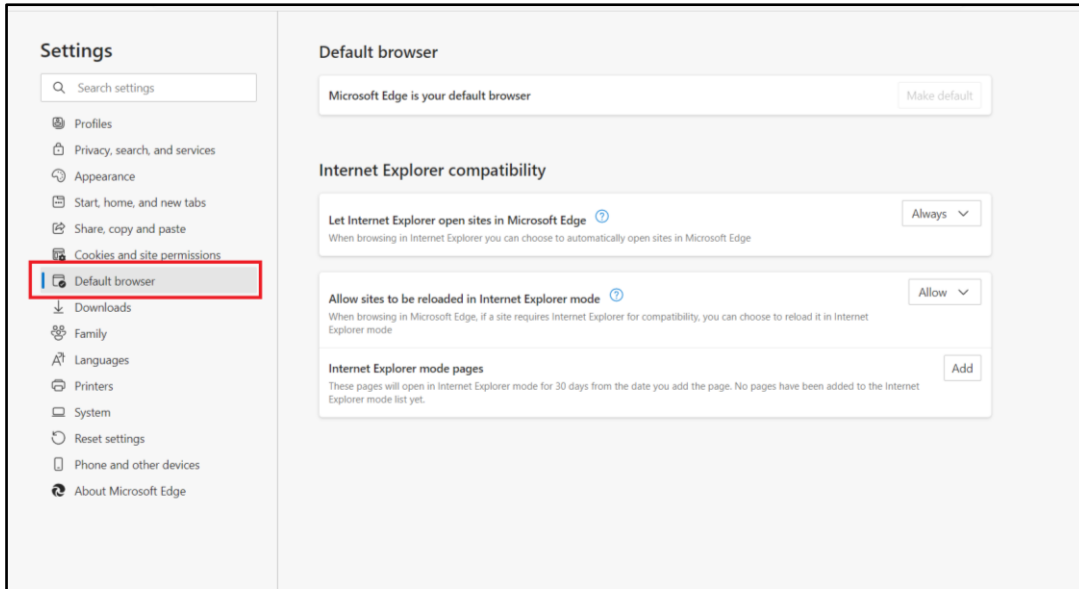 Settings
Search settings
Profiles
Privacy, search, and services
Appearance
Start, home, and new tabs
Share, copy and paste
Cookies and site permissions
Default browser
Downloads
Family
Languages
Printers
System
Reset settings
Phone and other devices
About Microsoft Edge
Default browser
Microsoft Edge is your default browser
Make default
Internet Explorer compatibility
Let Internet Explorer open sites in Microsoft Edge
Always
When browsing in Internet Explorer you can choose to automatically open sites in Microsoft Edge
Allow sites to be reloaded in Internet Explorer mode
Allow
When browsing in Microsoft Edge, if a site requires Internet Explorer for compatibility, you can choose to reload it in Internet
Explorer mode
Internet Explorer mode pages
Add
These pages will open in Internet Explorer mode for 30 days from the date you add the page. No pages have been added to the Internet
Explorer mode list yet.